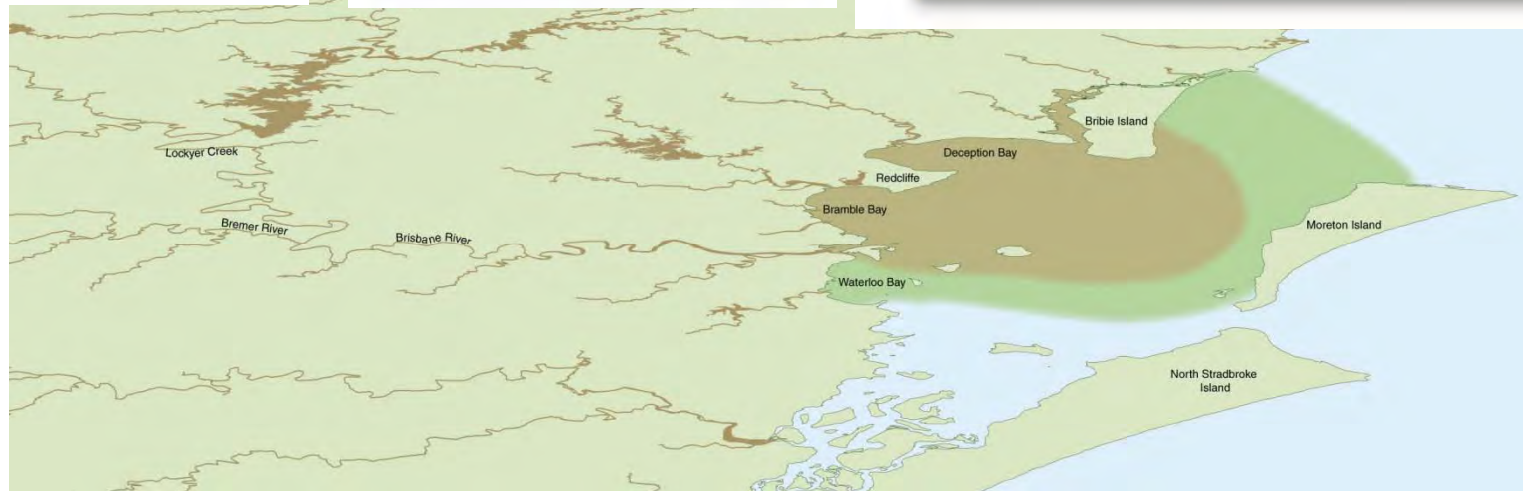 Bribie Island
Lockyer Creek
Deception Bay
Redcliffe
Bramble Bay
Bremer River
Moreton Island
Brisbane River
Waterloo Bay
North Stradbroke
Island